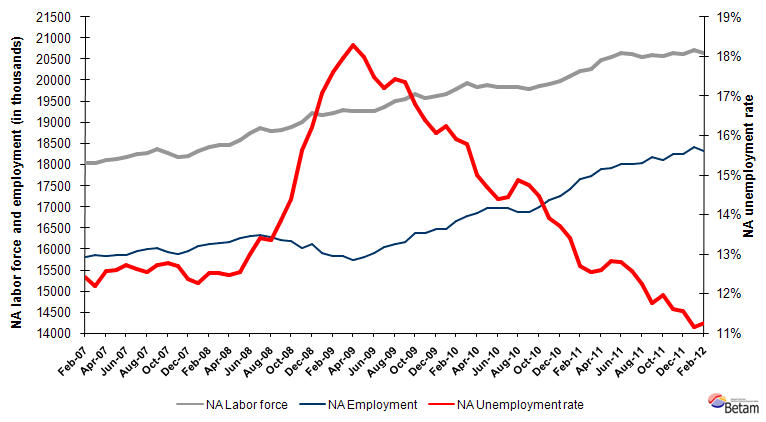 NA labor force and employment (in thousands)
21500
21000
20500
20000
19500
19000
18500
18000
17500
17000
16500
16000
15500
15000
14500
14000
19%
18%
17%
16%
15%
14%
13%
12%
11%
NA unemployment rate
Feb-07
Apr-07
Jun-07
Aug-07
Oct-07
Dec-07
Feb-08
Apr-08
Jun-08
Aug-08
Oct-08
Dec-08
Feb-09
Apr-09
Jun-09
Aug-09
Oct-09
Dec-09
Feb-10
Apr-10
Jun-10
Aug-10
Oct-10
Dec-10
Feb-11
Apr-11
Jun-11
Aug-11
Oct-11
Dec-11
Feb-12
NA Labor force
NA Employment
NA Unemployment rate
Betam